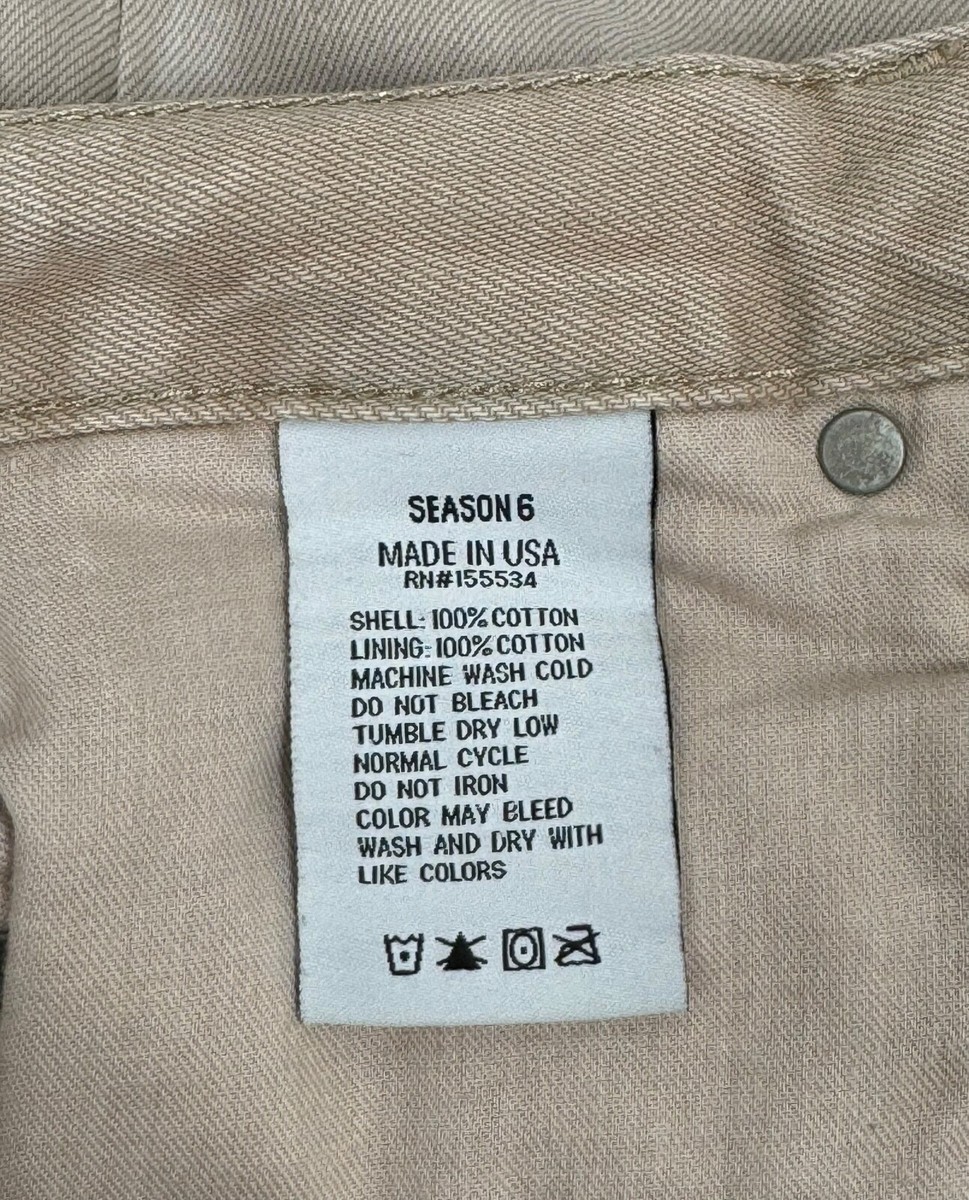 SEASON 6
MADE IN USA
RN#155534
SHELL: 100% COTTON
LINING: 100% COTTON
MACHINE WASH COLD
DO NOT BLEACH
TUMBLE DRY LOW
NORMAL CYCLE
DO NOT IRON
COLOR MAY BLEED
WASH AND DRY WITH
LIKE COLORS